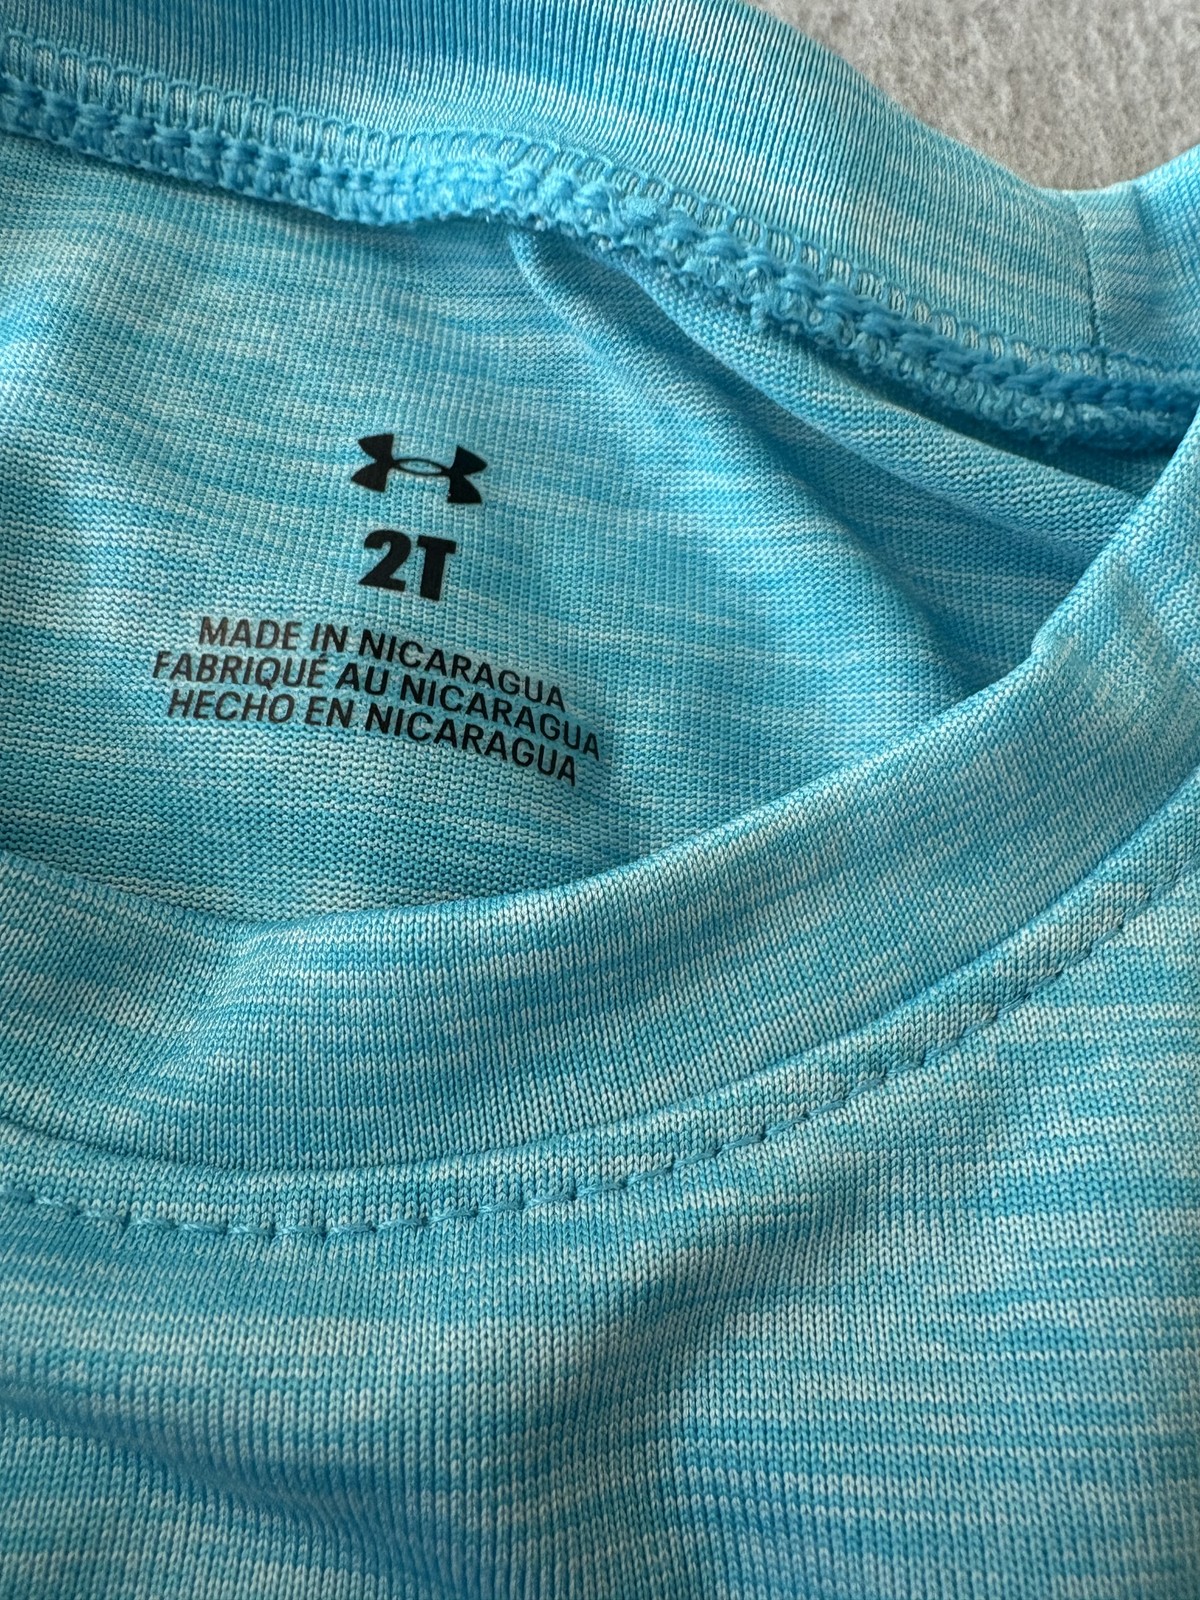 2T
MADE IN NICARAGUA
FABRIQUÉ AU NICARAGUA
HECHO EN NICARAGUA